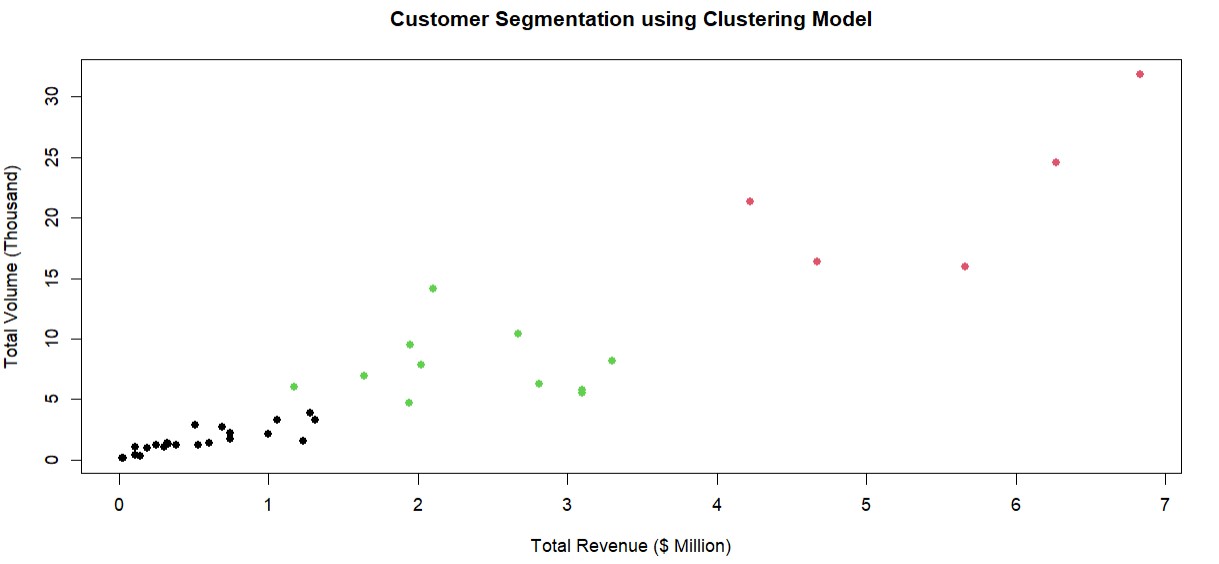 Customer Segmentation using Clustering Model
Total Volume (Thousand)
30
25
20
15
10
5
0
0 1 2 3 4 5 6 7
Total Revenue ($ Million)